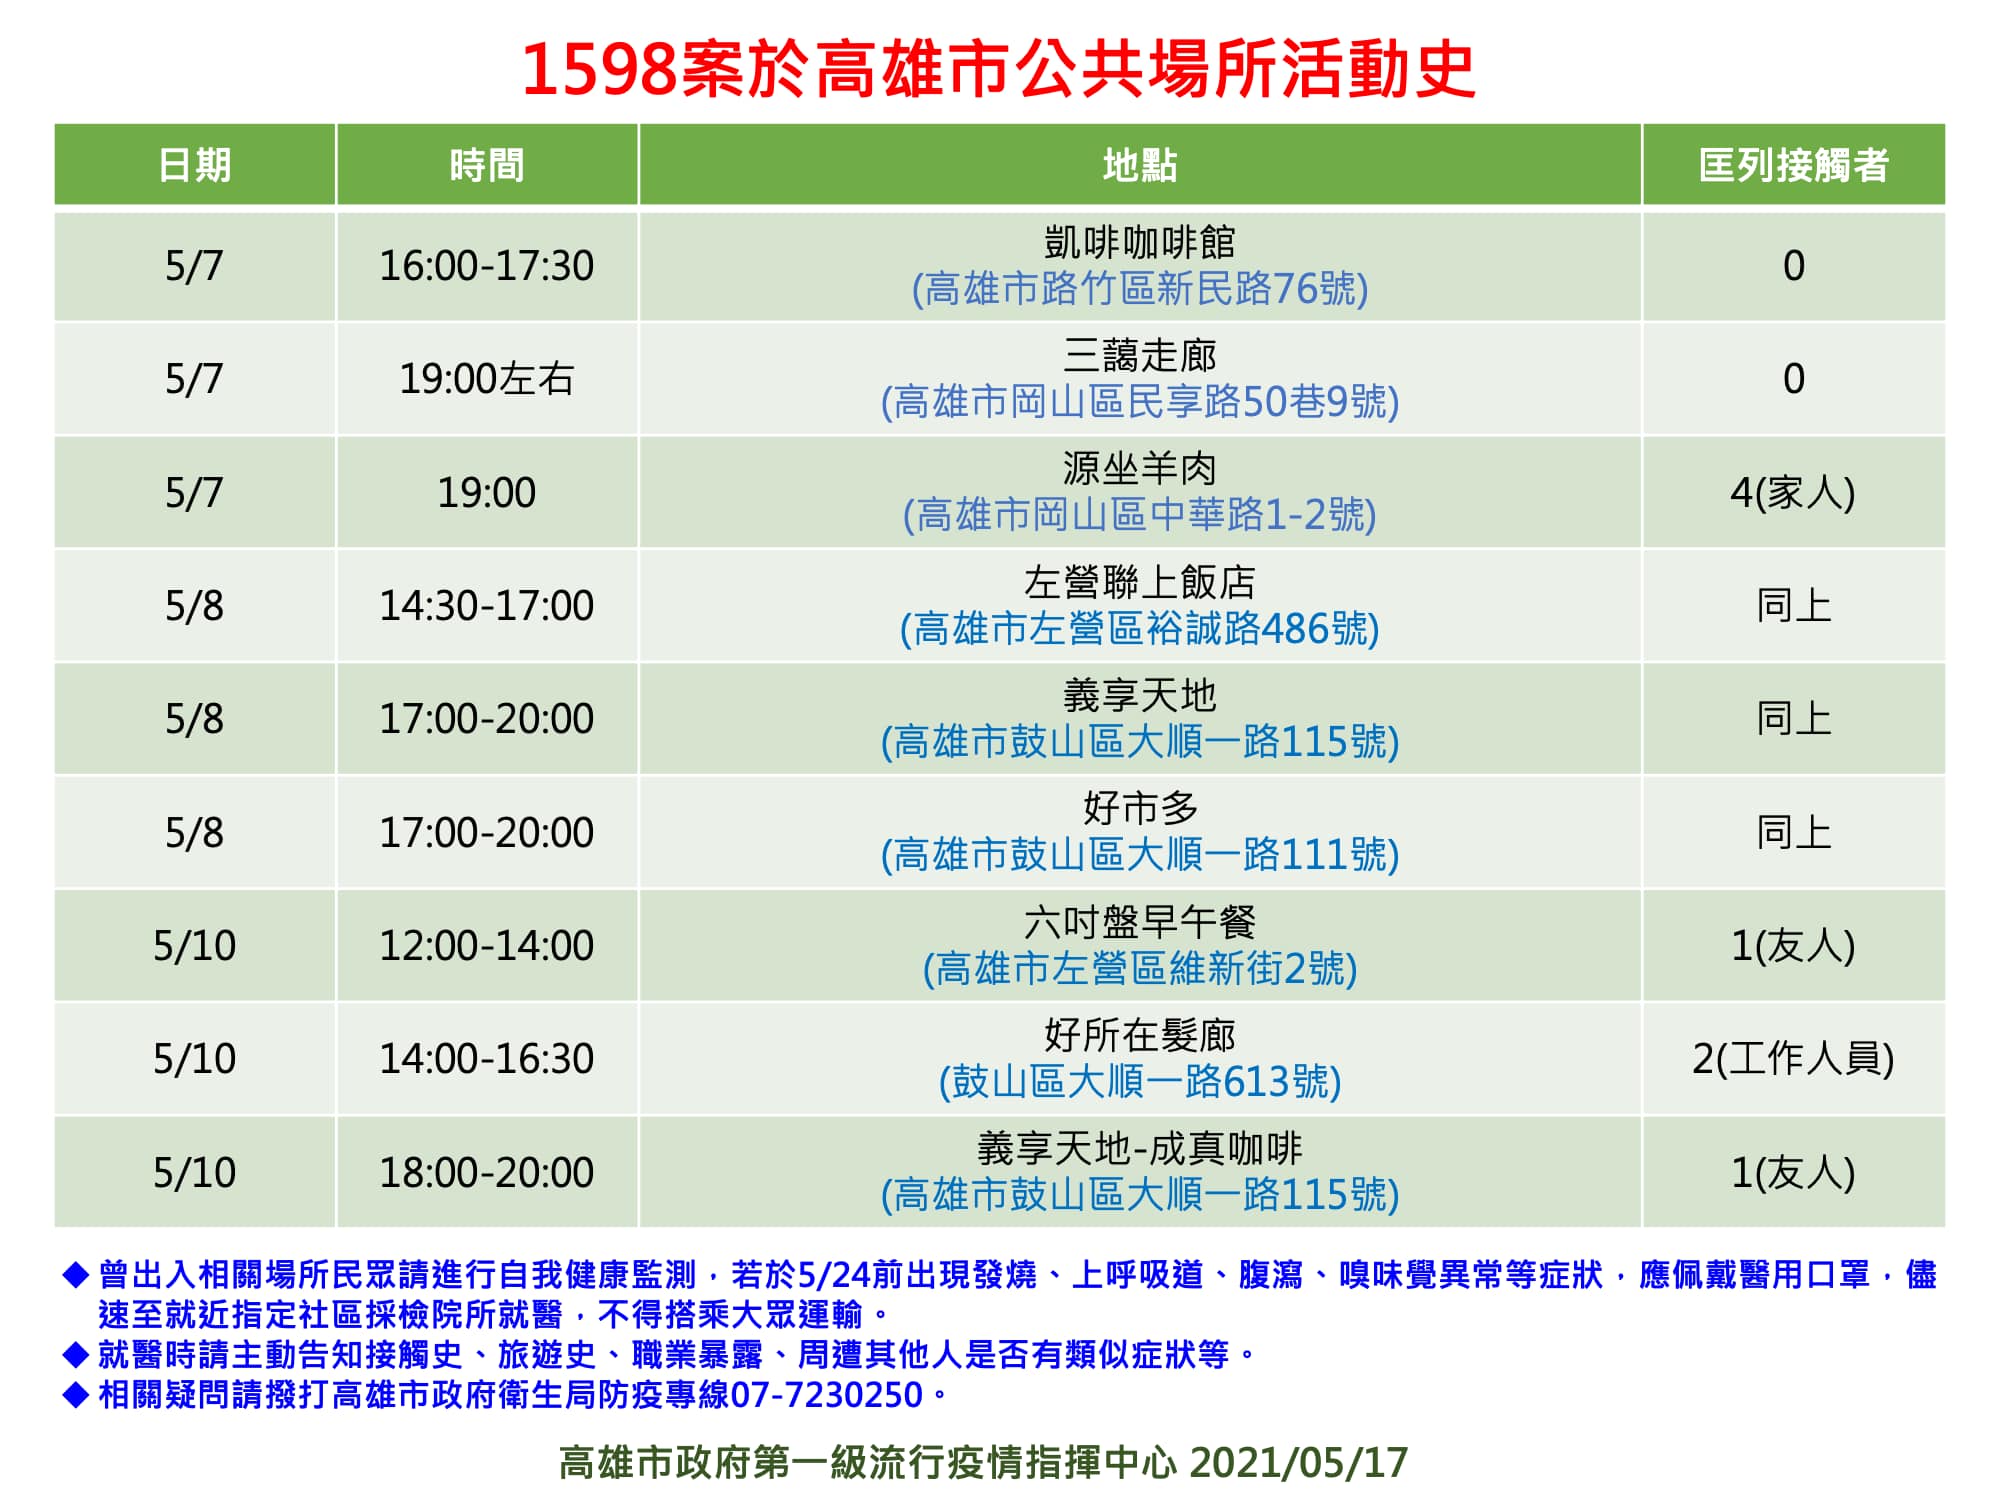 1598案於高雄市公共場所活動史
日期 時間 地點 匡列接觸者
5/7 16:00-17:30 凱啡咖啡館 0
(高雄市路竹區新民路76號)
5/7 19:00左右 三藹走廊 0
(高雄市岡山區民享路50巷9號)
5/7 19:00 源坐羊肉 4(家人)
(高雄市岡山區中華路1-2號)
5/8 14:30-17:00 左營聯上飯店 同上
(高雄市左營區裕誠路486號)
5/8 17:00-20:00 義享天地 同上
(高雄市鼓山區大順一路115號)
5/8 17:00-20:00 好市多 同上
(高雄市鼓山區大順一路111號)
5/10 12:00-14:00 六吋盤早午餐 1(友人)
(高雄市左營區維新街2號)
5/10 14:00-16:30 好所在髮廊 2(工作人員)
(鼓山區大順一路613號)
5/10 18:00-20:00 義享天地-成真咖啡 1(友人)
(高雄市鼓山區大順一路115號)
◆曾出入相關場所民眾請進行自我健康監測，若於5/24前出現發燒、上呼吸道、腹瀉、嗅味覺異常等症狀，應佩戴醫用口罩，儘
速至就近指定社區採檢院所就醫，不得搭乘大眾運輸。
◆就醫時請主動告知接觸史、旅遊史、職業暴露、周遭其他人是否有類似症狀等。
◆相關疑問請撥打高雄市政府衛生局防疫專線07-7230250。
高雄市政府第一級流行疫情指揮中心 2021/05/17